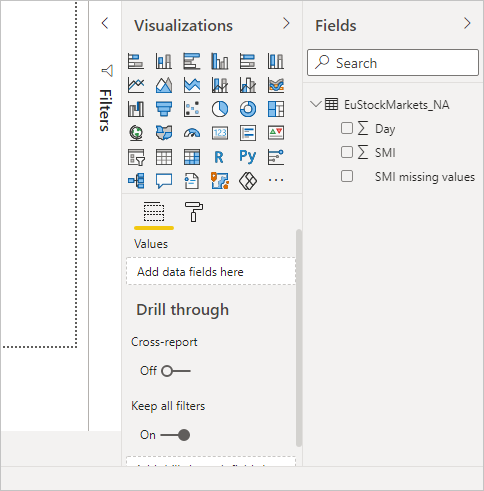 Filters
Visualizations
123
R
Py
Values
Add data fields here
Drill through
Cross-report
Off
Keep all filters
On
Fields
Search
EuStockMarkets_NA
∑ Day
∑ SMI
SMI missing values